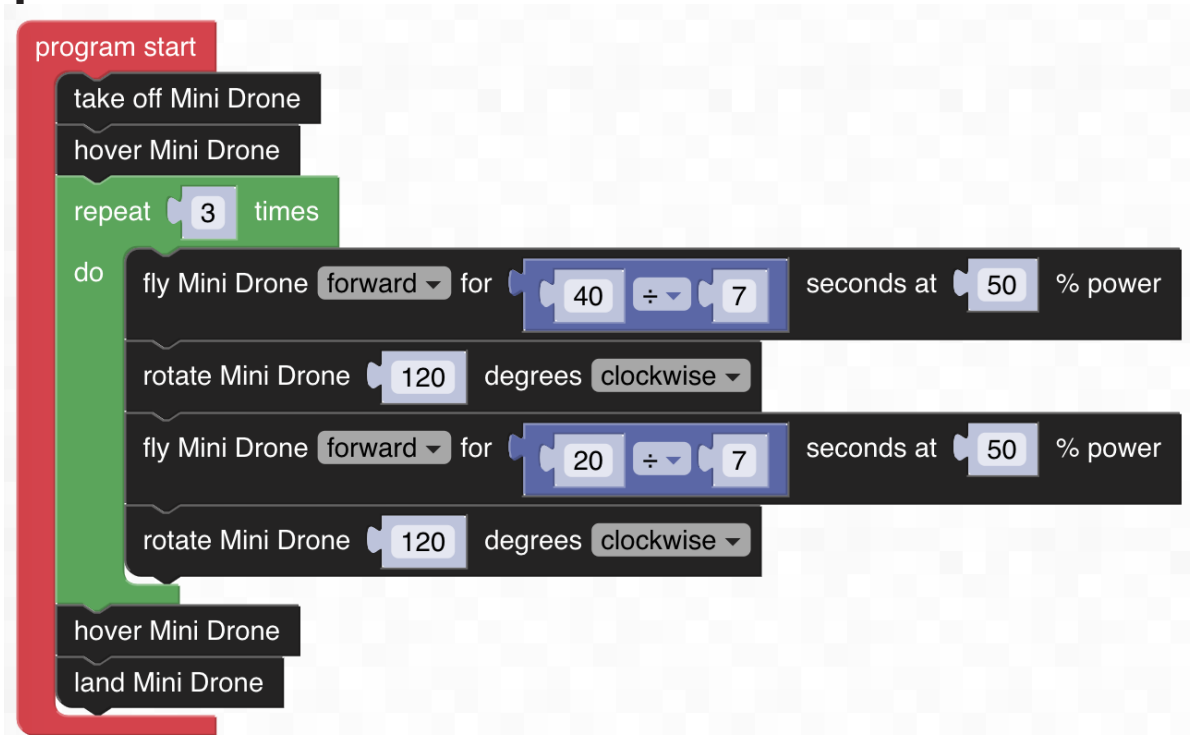 program start
take off Mini Drone
hover Mini Drone
repeat 3 times
do
fly Mini Drone forward for 40 ÷ 7 seconds at 50 % power
rotate Mini Drone 120 degrees clockwise
fly Mini Drone forward for 20 ÷ 7 seconds at 50 % power
rotate Mini Drone 120 degrees clockwise
hover Mini Drone
land Mini Drone